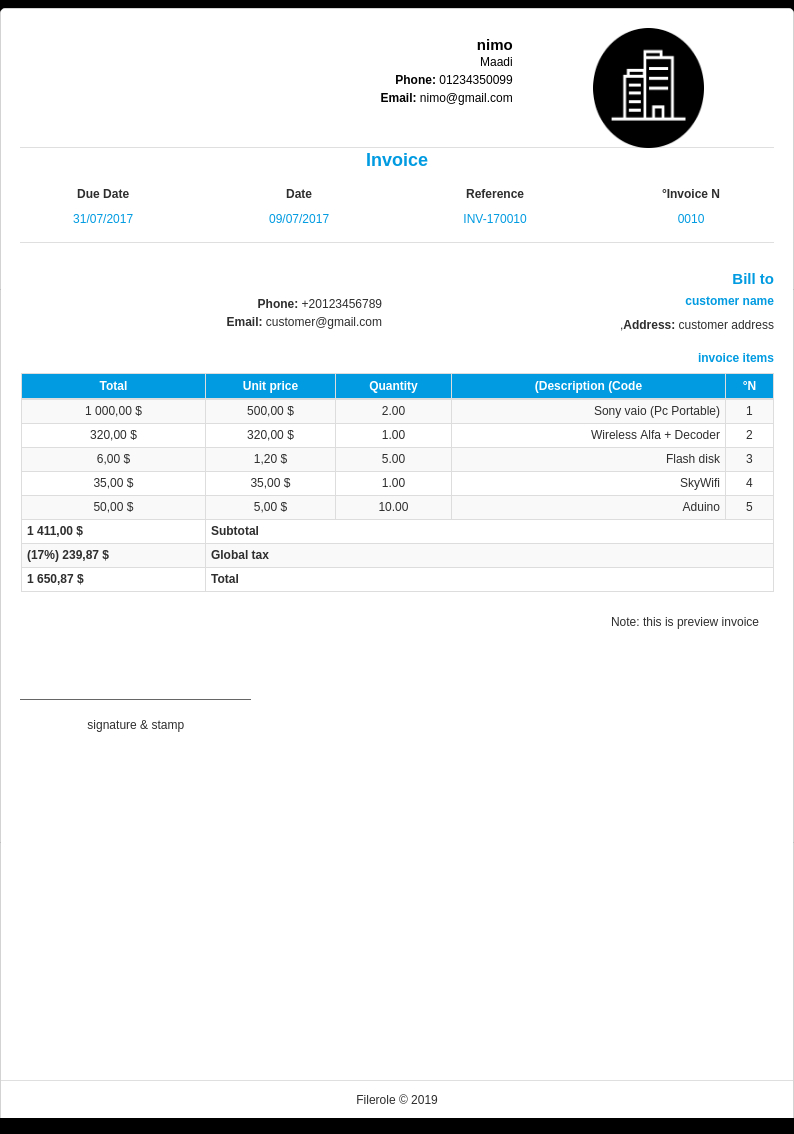 nimo
Maadi
Phone: 01234350099
Email: nimo@gmail.com
Invoice
Due Date Date Reference °Invoice N
31/07/2017 09/07/2017 INV-170010 0010
Bill to
customer name
Phone: +20123456789
Email: customer@gmail.com
,Address: customer address
invoice items
Total Unit price Quantity (Description (Code °N
1 000,00 $ 500,00 $ 2.00 Sony vaio (Pc Portable) 1
320,00 $ 320,00 $ 1.00 Wireless Alfa + Decoder 2
6,00 $ 1,20 $ 5.00 Flash disk 3
35,00 $ 35,00 $ 1.00 SkyWifi 4
50,00 $ 5,00 $ 10.00 Aduino 5
1 411,00 $ Subtotal
(17%) 239,87 $ Global tax
1 650,87 $ Total
Note: this is preview invoice
signature & stamp
Filerole © 2019